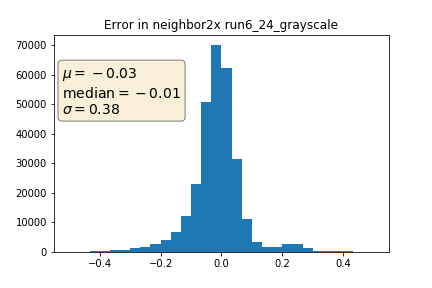 Error in neighbor2x run6_24_grayscale
70000
60000
50000
40000
30000
20000
10000
0
μ = −0.03
median = −0.01
σ = 0.38
−0.4 −0.2 0.0 0.2 0.4